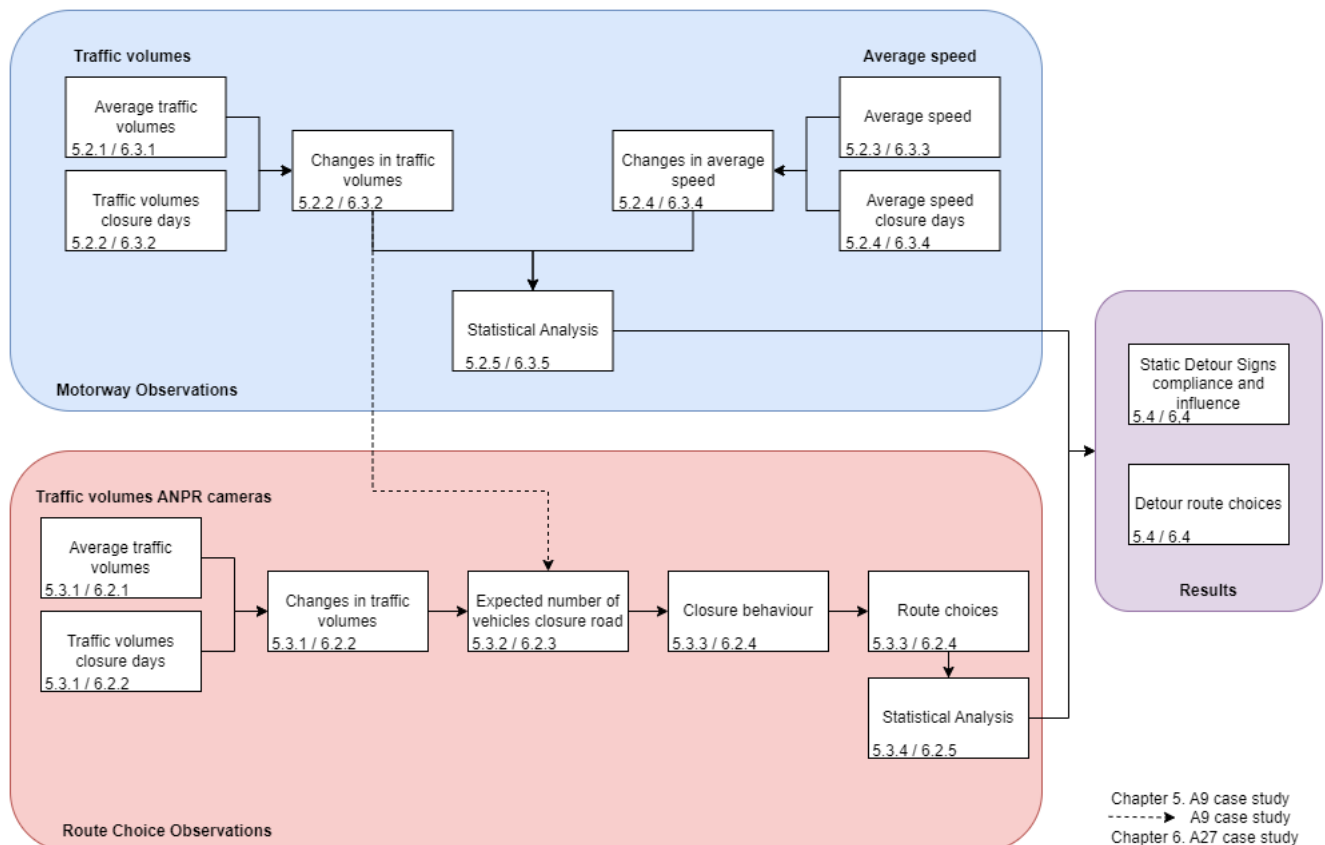 Traffic volumes
Average traffic
volumes
5.2.1 / 6.3.1
Traffic volumes
closure days
5.2.2 / 6.3.2
Changes in traffic
volumes
5.2.2 / 6.3.2
Average speed
Average speed
5.2.3 / 6.3.3
Average speed
closure days
5.2.4 / 6.3.4
Changes in average
speed
5.2.4 / 6.3.4
Statistical Analysis
5.2.5 / 6.3.5
Motorway Observations
Traffic volumes ANPR cameras
Average traffic
volumes
5.3.1 / 6.2.1
Traffic volumes
closure days
5.3.1 / 6.2.2
Changes in traffic
volumes
5.3.1 / 6.2.2
Expected number of
vehicles closure road
5.3.2 / 6.2.3
Closure behaviour
5.3.3 / 6.2.4
Route choices
5.3.3 / 6.2.4
Statistical Analysis
5.3.4 / 6.2.5
Route Choice Observations
Static Detour Signs
compliance and
influence
5.4 / 6,4
Detour route choices
5.4 / 6.4
Results
Chapter 5. A9 case study
A9 case study
Chapter 6. A27 case study